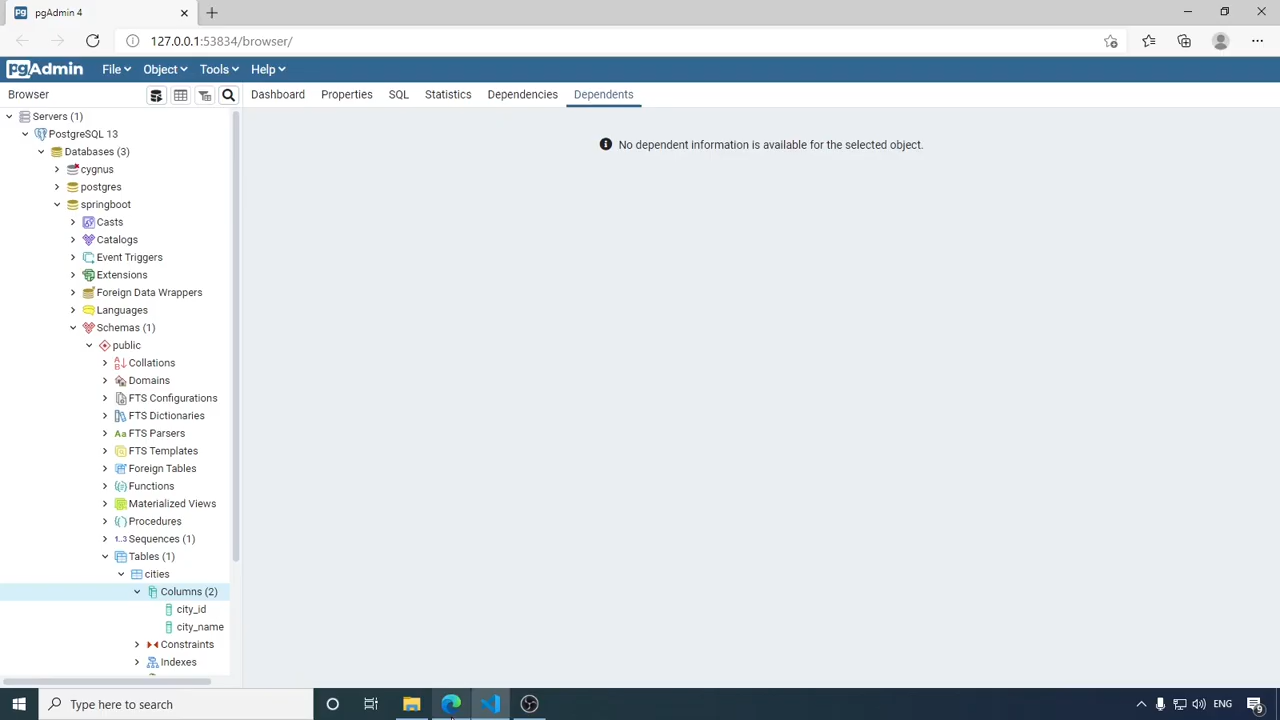 pgAdmin 4
127.0.0.1:53834/browser/
pgAdmin
File
Object
Tools
Help
Browser
Dashboard
Properties
SQL
Statistics
Dependencies
Dependents
No dependent information is available for the selected object.
Servers (1)
PostgreSQL 13
Databases (3)
cygnus
postgres
springboot
Casts
Catalogs
Event Triggers
Extensions
Foreign Data Wrappers
Languages
Schemas (1)
public
Collations
Domains
FTS Configurations
FTS Dictionaries
Aa FTS Parsers
FTS Templates
Foreign Tables
Functions
Materialized Views
Procedures
1..3 Sequences (1)
Tables (1)
cities
Columns (2)
city_id
city_name
Constraints
Indexes
Type here to search
ENG
9